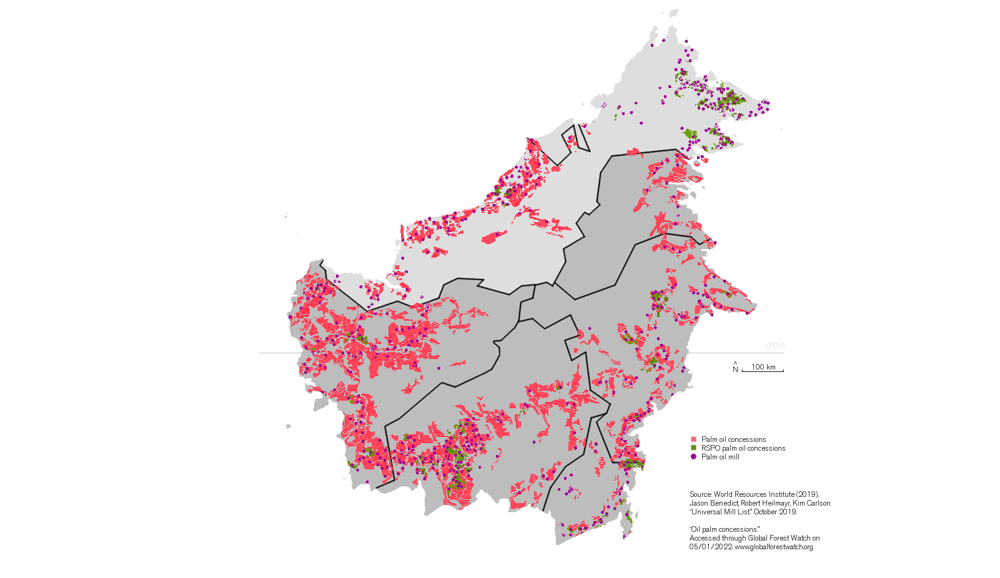 0°0'0
^
N
100 km
Palm oil concessions
RSPO palm oil concessions
Palm oil mill
Source: World Resources Institute (2019),
Jason Benedict, Robert Heilmayr, Kim Carlson
“Universal Mill List.” October 2019.
“Oil palm concessions.”
Accessed through Global Forest Watch on
05/01/2022. www.globalforestwatch.org